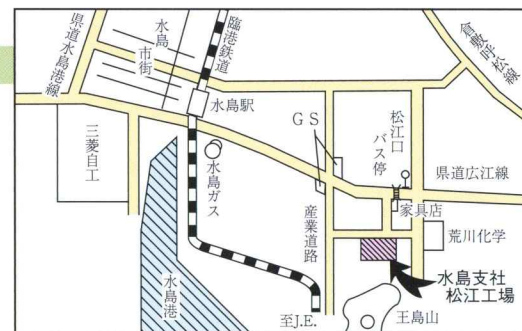 県道水島港線
水島
市街
臨港鉄道
倉敷呼松線
水島駅
GS
松江口
バス停
三菱自工
水島ガス
県道広江線
産業道路
家具店
荒川化学
水島港
水島支社
松江工場
至J.E.
王島山